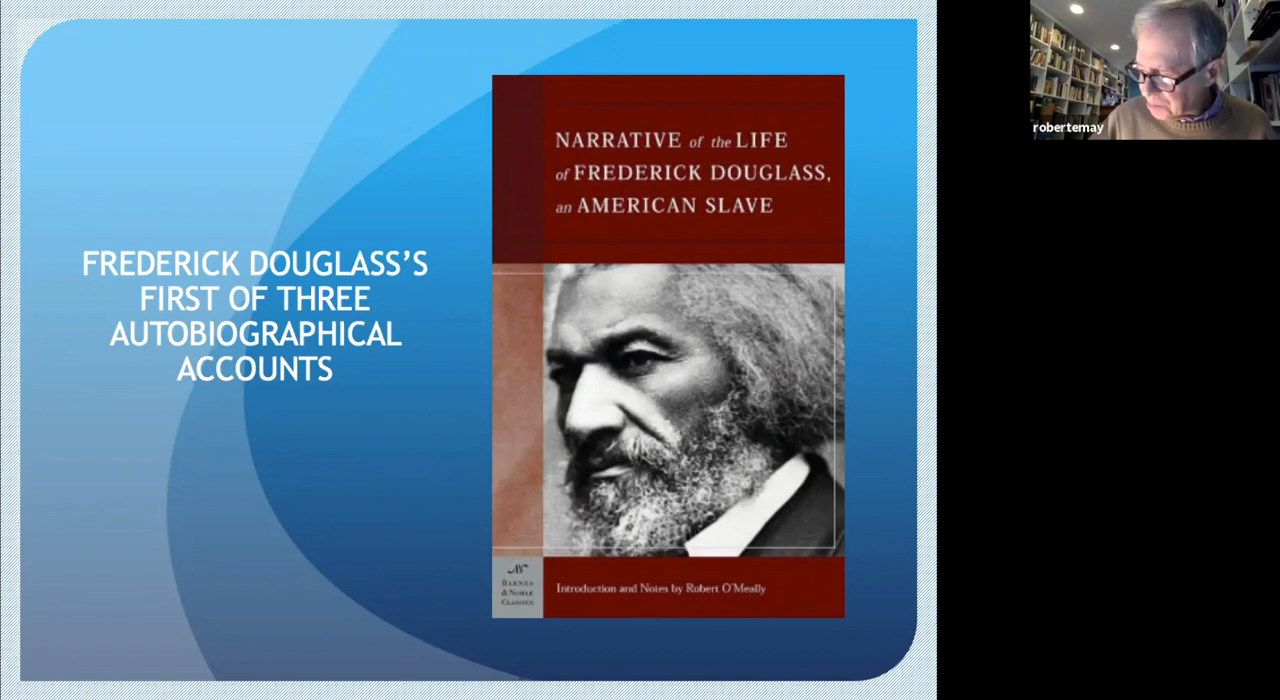 FREDERICK DOUGLASS’S
FIRST OF THREE
AUTOBIOGRAPHICAL
ACCOUNTS
NARRATIVE of the LIFE
of FREDERICK DOUGLASS,
an AMERICAN SLAVE
BARNES
& NOBLE
CLASSICS
Introduction and Notes by Robert O’Meally
robertemay